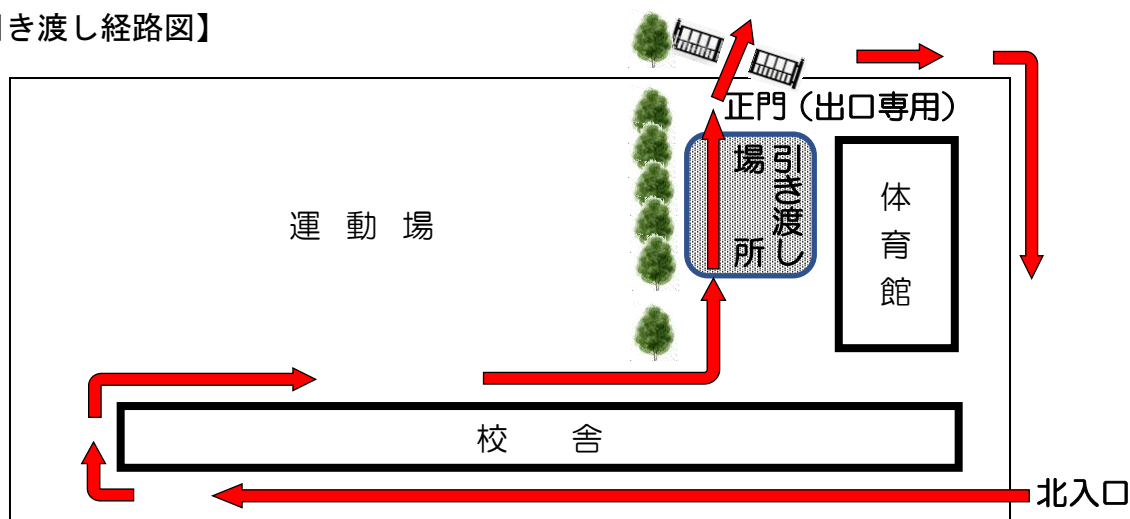 引き渡し経路図】
正門（出口専用）
引き渡し
場所
体育館
運動場
校舎
北入口